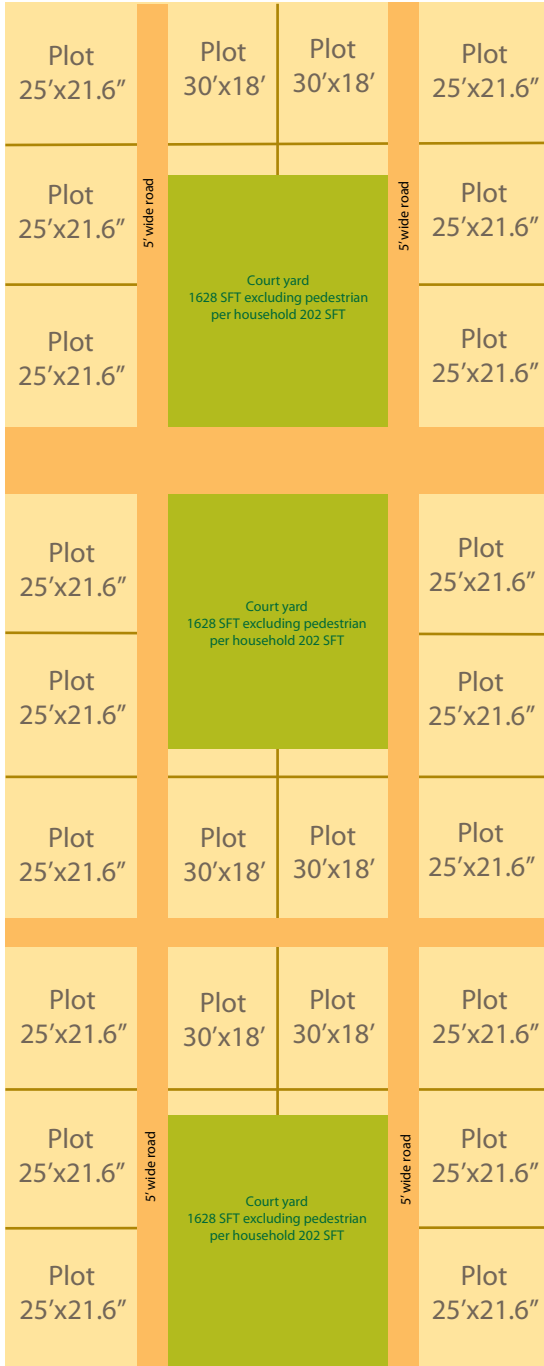 Plot
25’x21.6”
Plot
30’x18’
Plot
30’x18’
Plot
25’x21.6”
Plot
25’x21.6”
5’ wide road
5’ wide road
Plot
25’x21.6”
Court yard
1628 SFT excluding pedestrian
per household 202 SFT
Plot
25’x21.6”
Plot
25’x21.6”
Plot
25’x21.6”
Court yard
1628 SFT excluding pedestrian
per household 202 SFT
Plot
25’x21.6”
Plot
25’x21.6”
Plot
25’x21.6”
Plot
25’x21.6”
Plot
30’x18’
Plot
30’x18’
Plot
25’x21.6”
Plot
25’x21.6”
Plot
30’x18’
Plot
30’x18’
Plot
25’x21.6”
Plot
25’x21.6”
5’ wide road
5’ wide road
Plot
25’x21.6”
Court yard
1628 SFT excluding pedestrian
per household 202 SFT
Plot
25’x21.6”
Plot
25’x21.6”